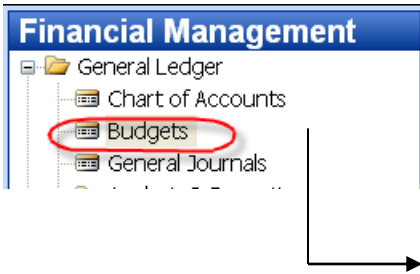 Financial Management
General Ledger
Chart of Accounts
Budgets
General Journals